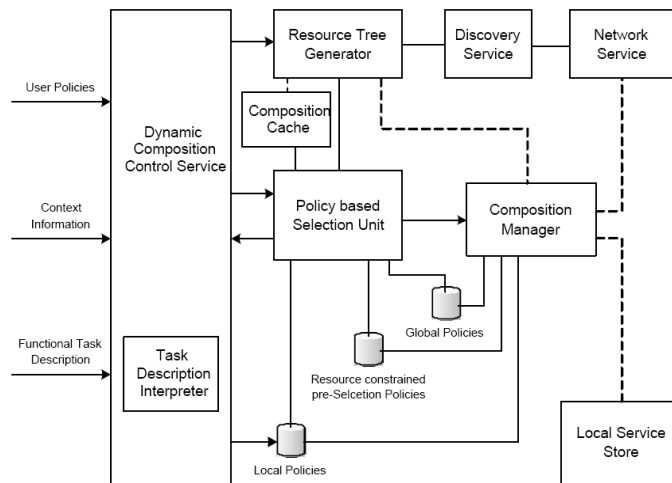 Resource Tree
Generator
Discovery
Service
Network
Service
User Policies
Composition
Cache
Dynamic
Composition
Control Service
Policy based
Selection Unit
Composition
Manager
Context
Information
Global Policies
Functional Task
Description
Task
Description
Interpreter
Resource constrained
pre-Selcetion Policies
Local Service
Store
Local Policies